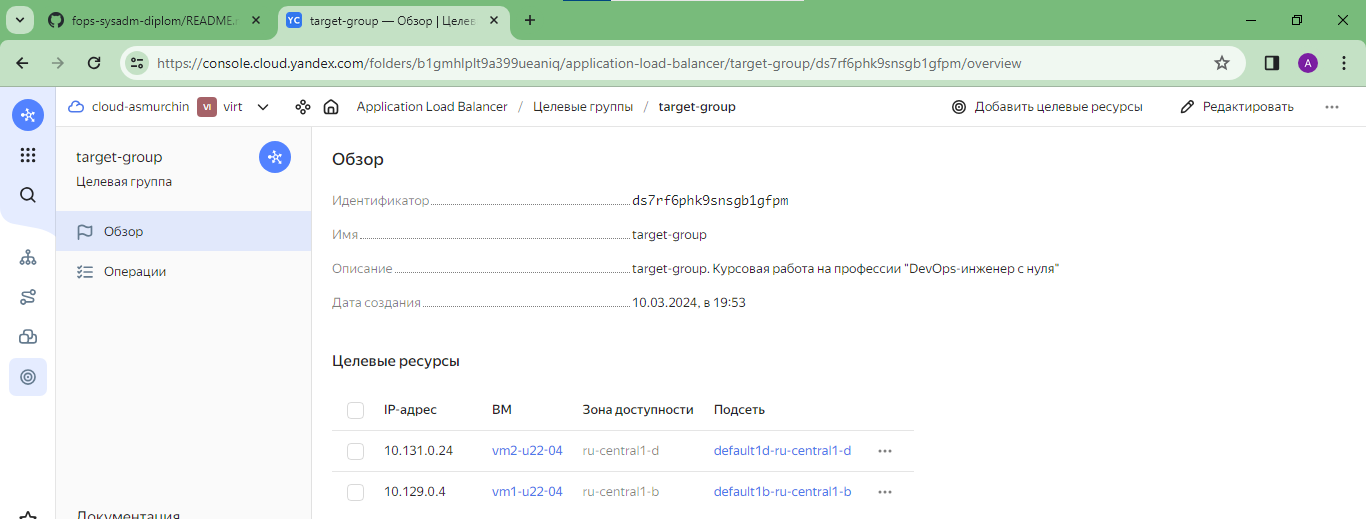 fops-sysadm-diplom/README.
target-group — Обзор | Целев
https://console.cloud.yandex.com/folders/b1gmhlplt9a399ueaniq/application-load-balancer/target-group/ds7rf6phk9snsgb1gfpm/overview
A
cloud-asmurchin VI virt
Application Load Balancer / Целевые группы / target-group
Добавить целевые ресурсы
Редактировать
target-group
Целевая группа
Обзор
Операции
Документация
Обзор
Идентификатор ds7rf6phk9snsgb1gfpm
Имя target-group
Описание target-group. Курсовая работа на профессии "DevOps-инженер с нуля"
Дата создания 10.03.2024, в 19:53
Целевые ресурсы
IP-адрес ВМ Зона доступности Подсеть
10.131.0.24 vm2-u22-04 ru-central1-d default1d-ru-central1-d
10.129.0.4 vm1-u22-04 ru-central1-b default1b-ru-central1-b